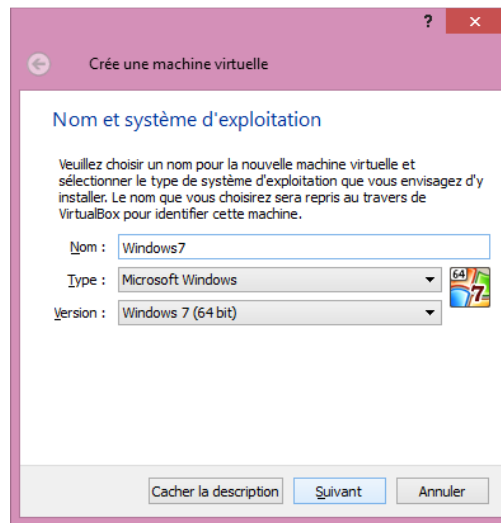 ?
Crée une machine virtuelle
Nom et système d'exploitation
Veuillez choisir un nom pour la nouvelle machine virtuelle et
sélectionner le type de système d'exploitation que vous envisagez d'y
installer. Le nom que vous choisirez sera repris au travers de
VirtualBox pour identifier cette machine.
Nom : Windows7
Type : Microsoft Windows
64
7
Version : Windows 7 (64 bit)
Cacher la description Suivant Annuler